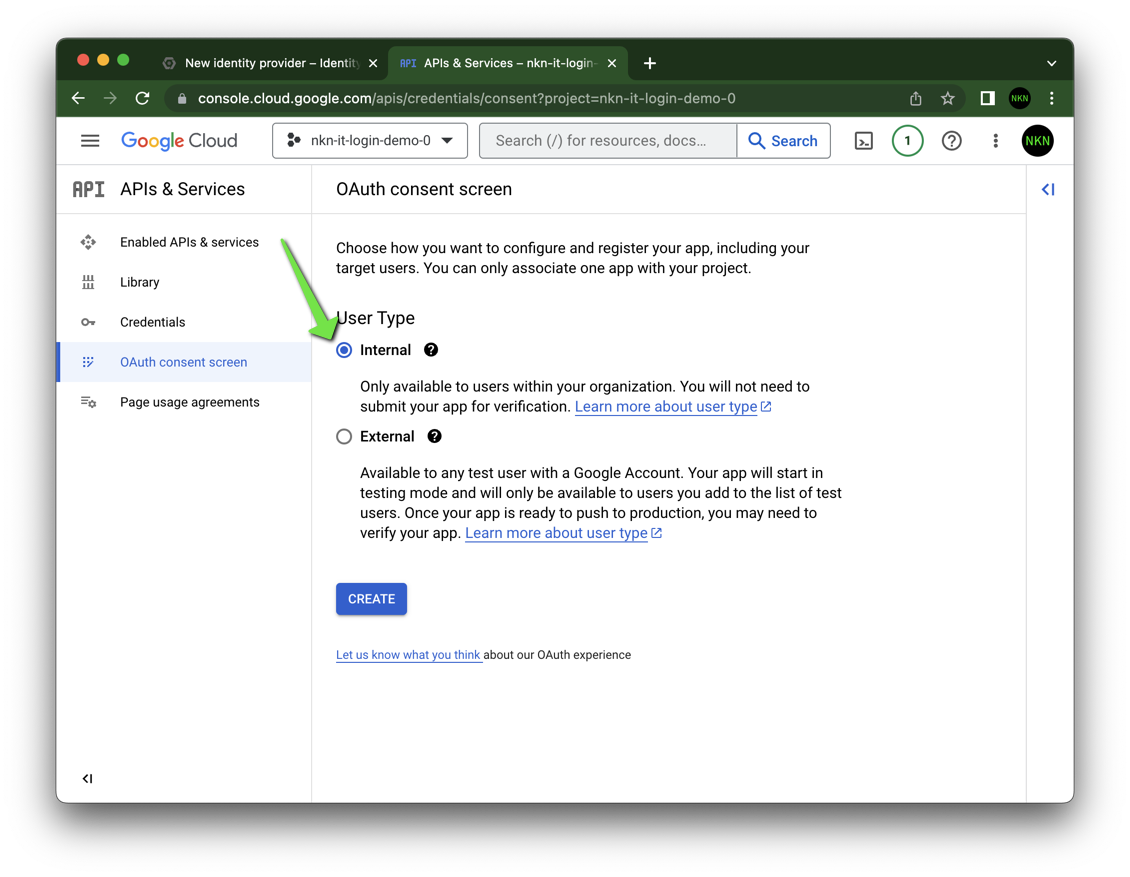 New identity provider – Identity
API APIs & Services – nkn-it-login-
console.cloud.google.com/apis/credentials/consent?project=nkn-it-login-demo-0
NKN
Google Cloud
nkn-it-login-demo-0
Search (/) for resources, docs...
Search
1
NKN
API APIs & Services
OAuth consent screen
Enabled APIs & services
Library
Credentials
OAuth consent screen
Page usage agreements
Choose how you want to configure and register your app, including your
target users. You can only associate one app with your project.
User Type
Internal
Only available to users within your organization. You will not need to
submit your app for verification. Learn more about user type
External
Available to any test user with a Google Account. Your app will start in
testing mode and will only be available to users you add to the list of test
users. Once your app is ready to push to production, you may need to
verify your app. Learn more about user type
CREATE
Let us know what you think about our OAuth experience